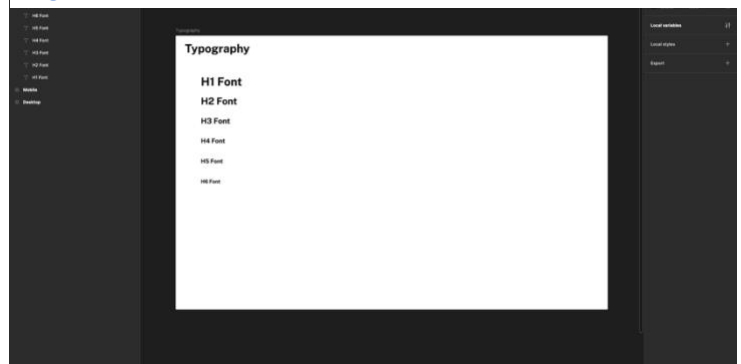 H6 Font
H5 Font
H4 Font
H3 Font
H2 Font
H1 Font
Mobile
Desktop
Typography
Typography
H1 Font
H2 Font
H3 Font
H4 Font
H5 Font
H6 Font
Local variables
Local styles
Export